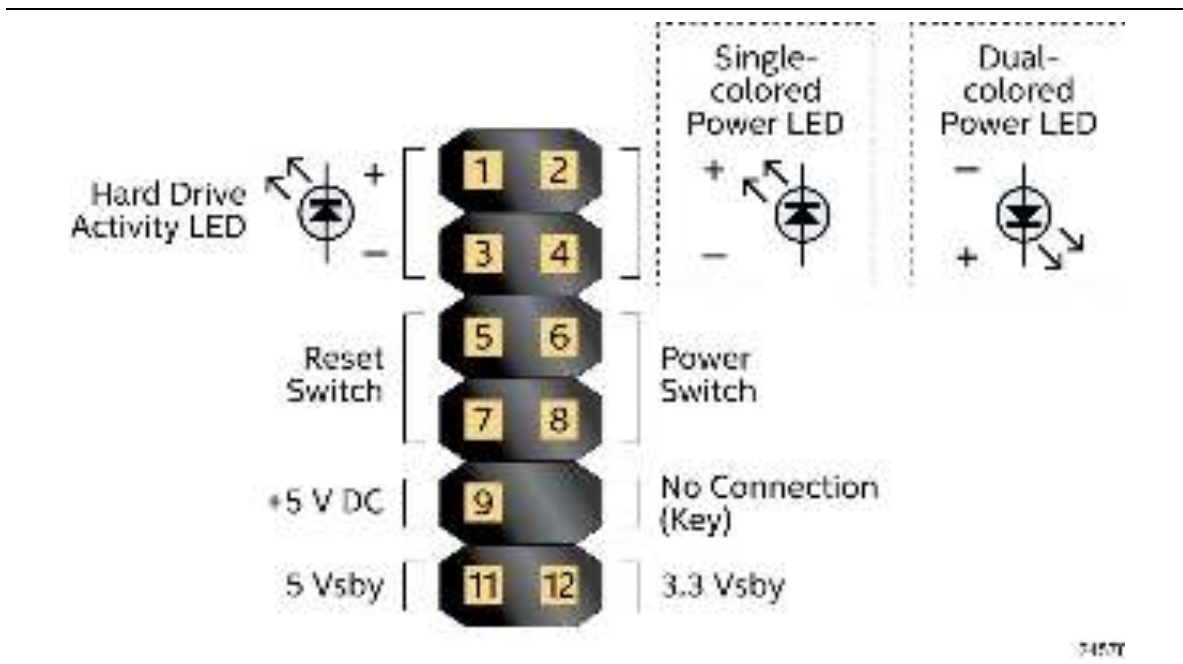 Single-
colored
Power LED
Dual-
colored
Power LED
Hard Drive
Activity LED
+
−
1 2
3 4
+
−
−
+
Reset
Switch
5 6
7 8
Power
Switch
+5 V DC
9
No Connection
(Key)
5 Vsby
11 12
3.3 Vsby